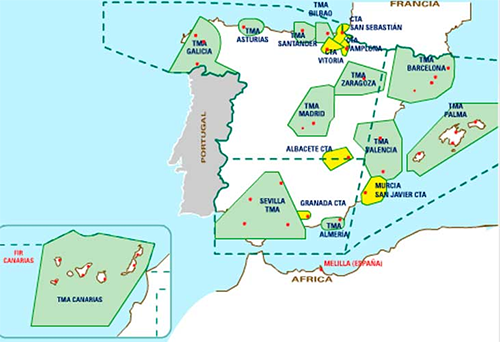 FRANCIA
TMA
BILBAO
CTA
SAN SEBASTIÁN
TMA
ASTURIAS
TMA
SANTANDER
CTA
PAMPLONA
TMA
GALICIA
CTA
VITORIA
TMA
BARCELONA
TMA
ZARAGOZA
TMA
MADRID
TMA
PALMA
PORTUGAL
ALBACETE CTA
TMA
VALENCIA
MURCIA
SAN JAVIER CTA
SEVILLA
TMA
GRANADA CTA
TMA
ALMERÍA
FIR
CANARIAS
MELILLA (ESPAÑA)
AFRICA
TMA CANARIAS